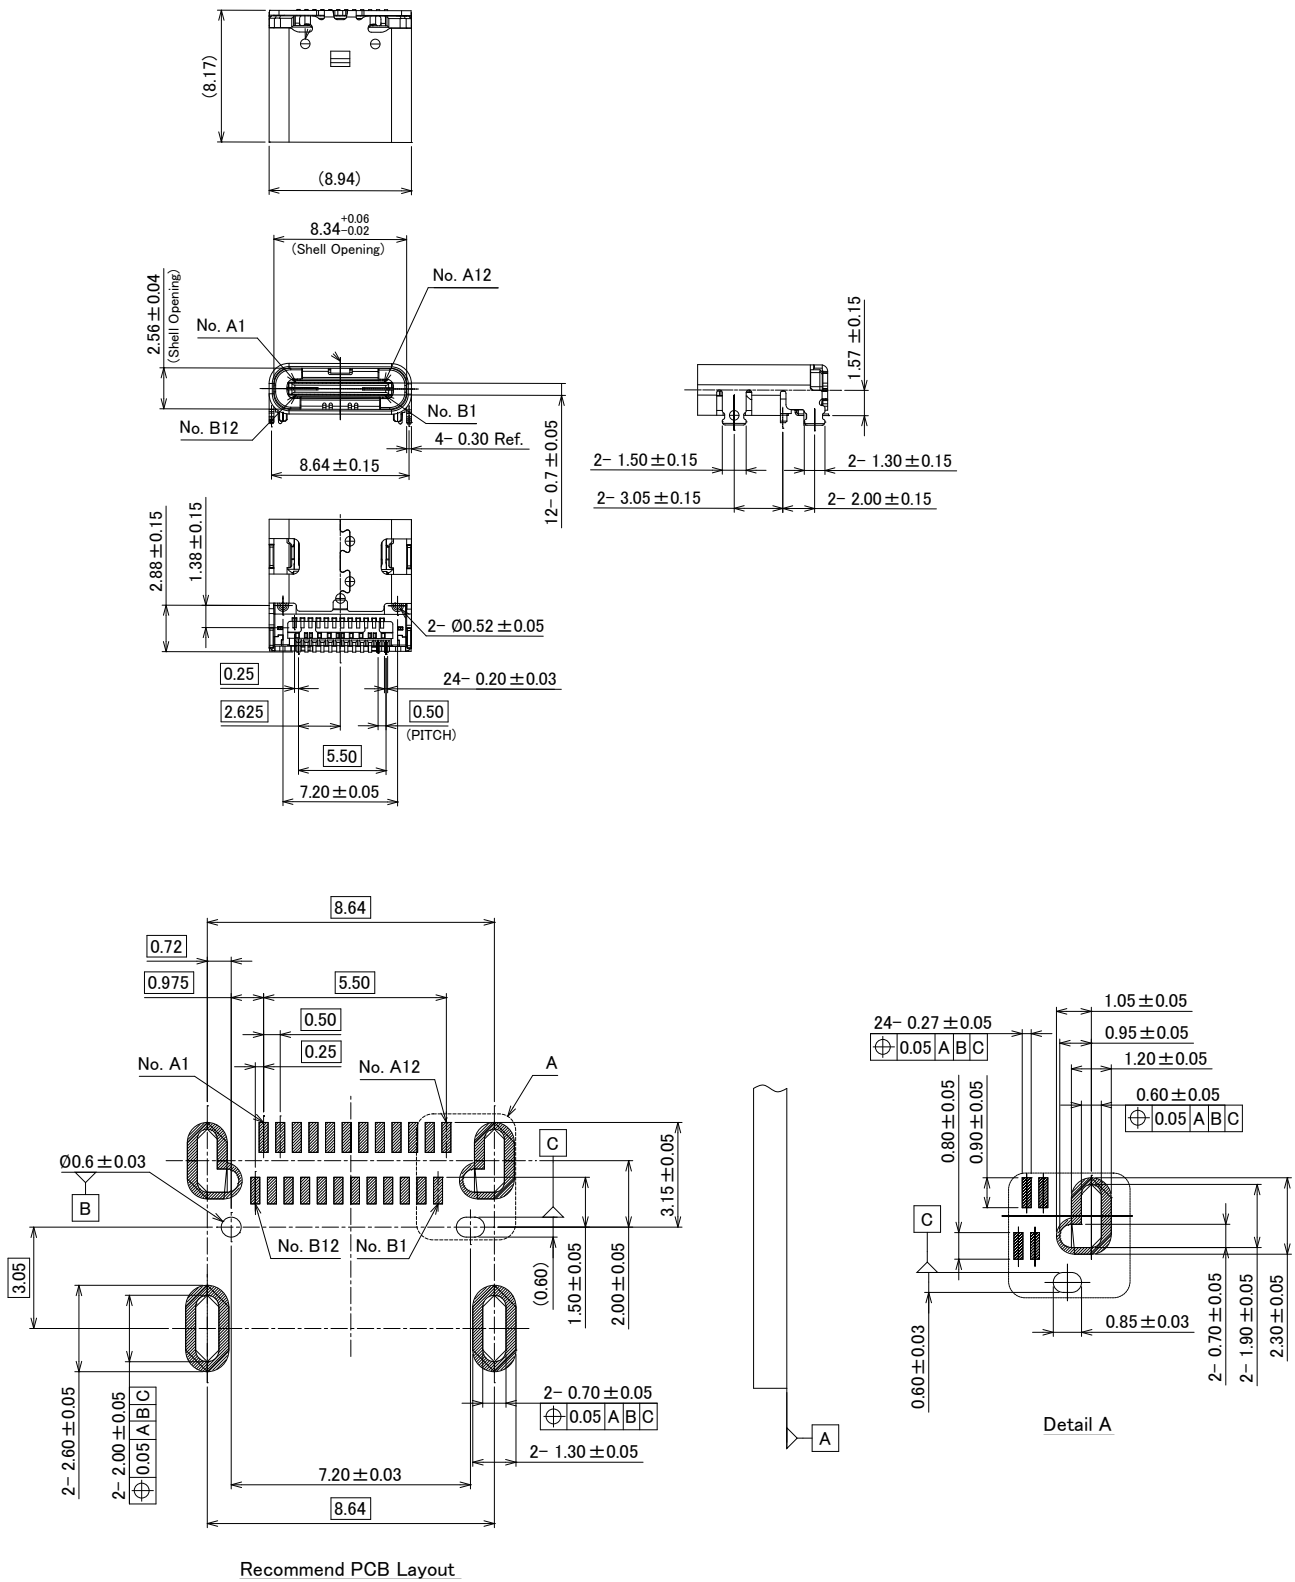 (8.17)
(8.94)
8.34 +0.06 -0.02
(Shell Opening)
2.56±0.04
(Shell Opening)
No. A12
No. A1
No. B1
No. B12
4- 0.30 Ref.
8.64±0.15
12- 0.7±0.05
1.57 ±0.15
2- 1.50±0.15
2- 1.30±0.15
2- 3.05±0.15
2- 2.00±0.15
2.88±0.15
1.38±0.15
2- Ø0.52±0.05
0.25
24- 0.20±0.03
2.625
0.50
(PITCH)
5.50
7.20±0.05
8.64
0.72
0.975
5.50
0.50
0.25
No. A1
No. A12
A
C
Ø0.6±0.03
B
No. B12
No. B1
3.05
(0.60)
1.50±0.05
2.00±0.05
3.15±0.05
2- 2.60±0.05
2- 2.00±0.05
⌖ 0.05 A B C
2- 0.70±0.05
⌖ 0.05 A B C
2- 1.30±0.05
7.20±0.03
8.64
Recommend PCB Layout
A
24- 0.27±0.05
⌖ 0.05 A B C
1.05±0.05
0.95±0.05
1.20±0.05
0.60±0.05
⌖ 0.05 A B C
0.80±0.05
0.90±0.05
C
0.60±0.03
0.85±0.03
2- 0.70±0.05
2- 1.90±0.05
2.30±0.05
Detail A